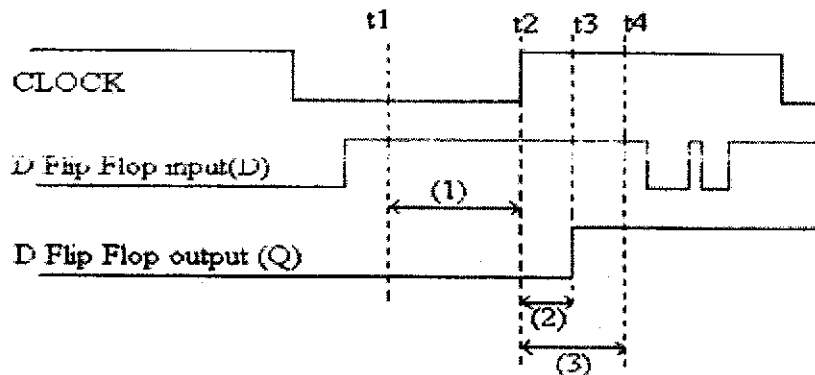 t1 t2 t3 t4
CLOCK
D Flip Flop input(D)
(1)
D Flip Flop output (Q)
(2)
(3)